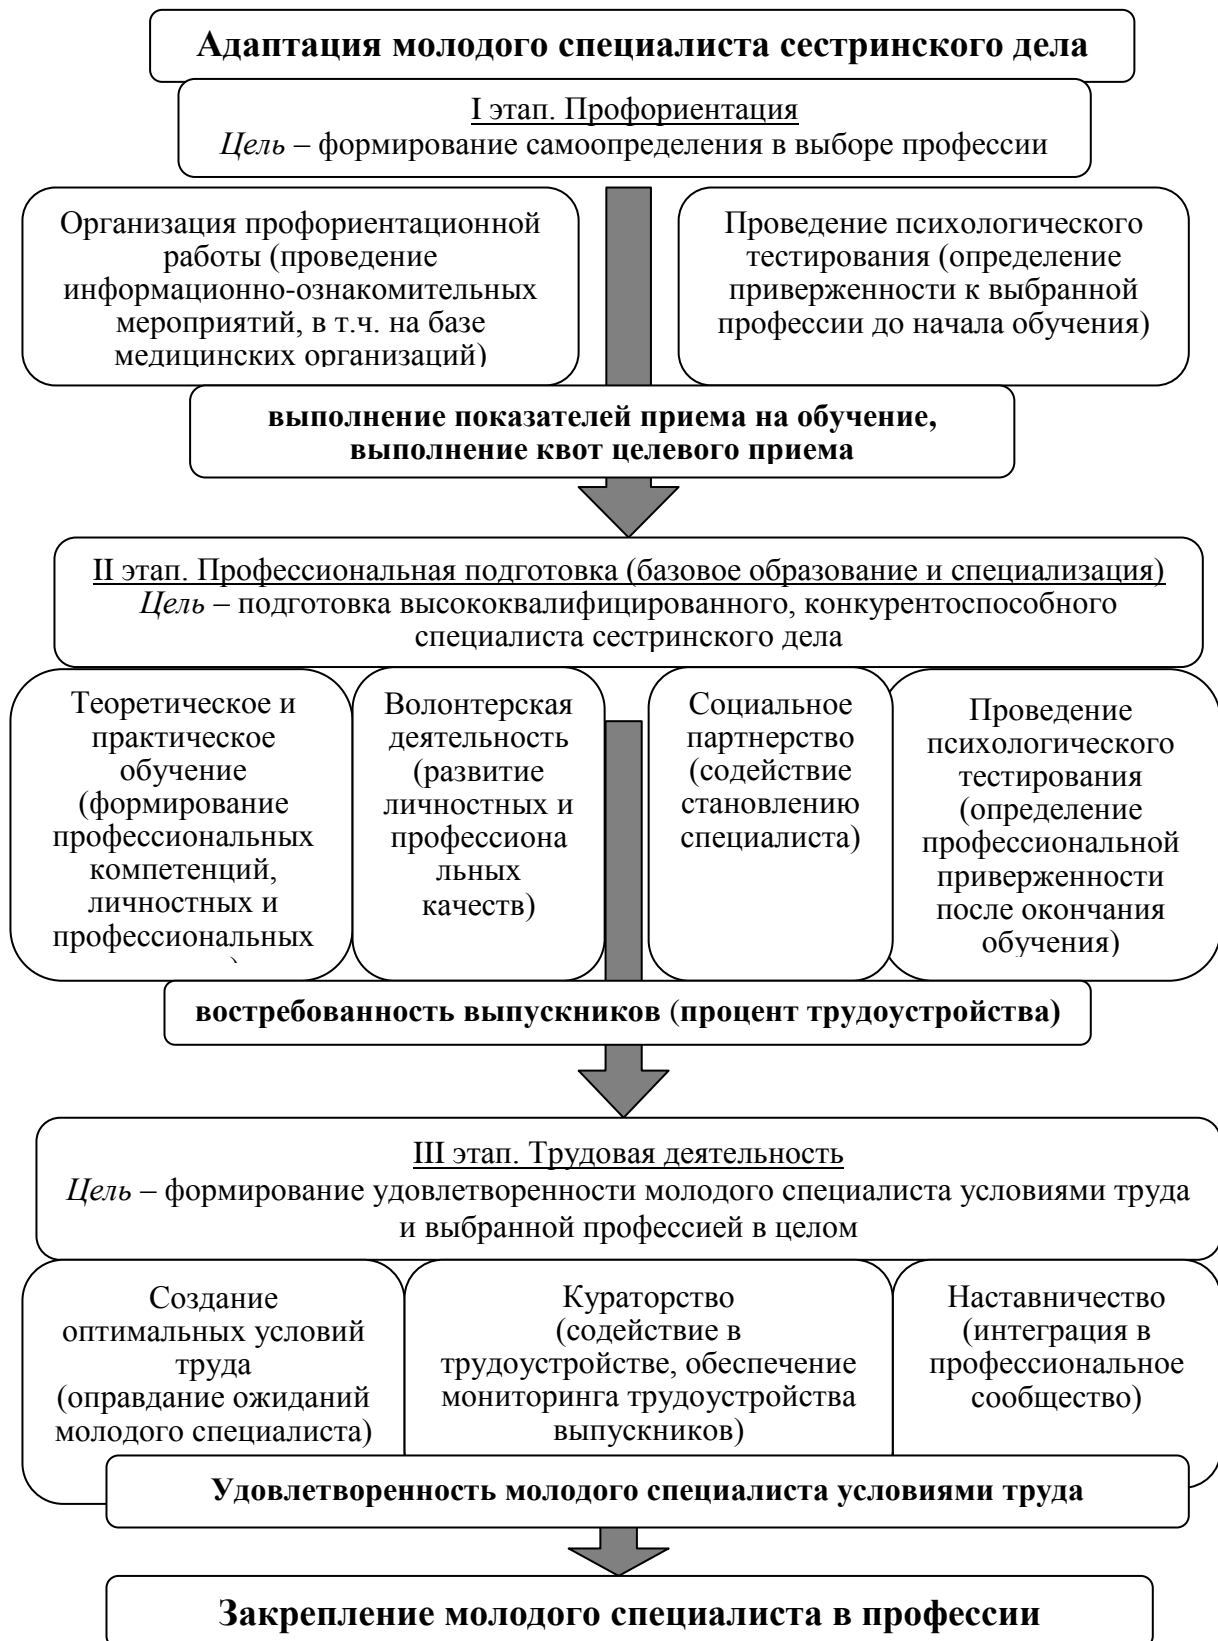 Адаптация молодого специалиста сестринского дела
I этап. Профориентация
Цель – формирование самоопределения в выборе профессии
Организация профориентационной
работы (проведение
информационно-ознакомительных
мероприятий, в т.ч. на базе
медицинских организаций)
Проведение психологического
тестирования (определение
приверженности к выбранной
профессии до начала обучения)
выполнение показателей приема на обучение,
выполнение квот целевого приема
II этап. Профессиональная подготовка (базовое образование и специализация)
Цель – подготовка высококвалифицированного, конкурентоспособного
специалиста сестринского дела
Теоретическое и
практическое
обучение
(формирование
профессиональных
компетенций,
личностных и
профессиональных
Волонтерская
деятельность
(развитие
личностных и
профессиона
льных
качеств)
Социальное
партнерство
(содействие
становлению
специалиста)
Проведение
психологического
тестирования
(определение
профессиональной
приверженности
после окончания
обучения)
востребованность выпускников (процент трудоустройства)
III этап. Трудовая деятельность
Цель – формирование удовлетворенности молодого специалиста условиями труда
и выбранной профессией в целом
Создание
оптимальных условий
труда
(оправдание ожиданий
молодого специалиста)
Кураторство
(содействие в
трудоустройстве, обеспечение
мониторинга трудоустройства
выпускников)
Наставничество
(интеграция в
профессиональное
сообщество)
Удовлетворенность молодого специалиста условиями труда
Закрепление молодого специалиста в профессии